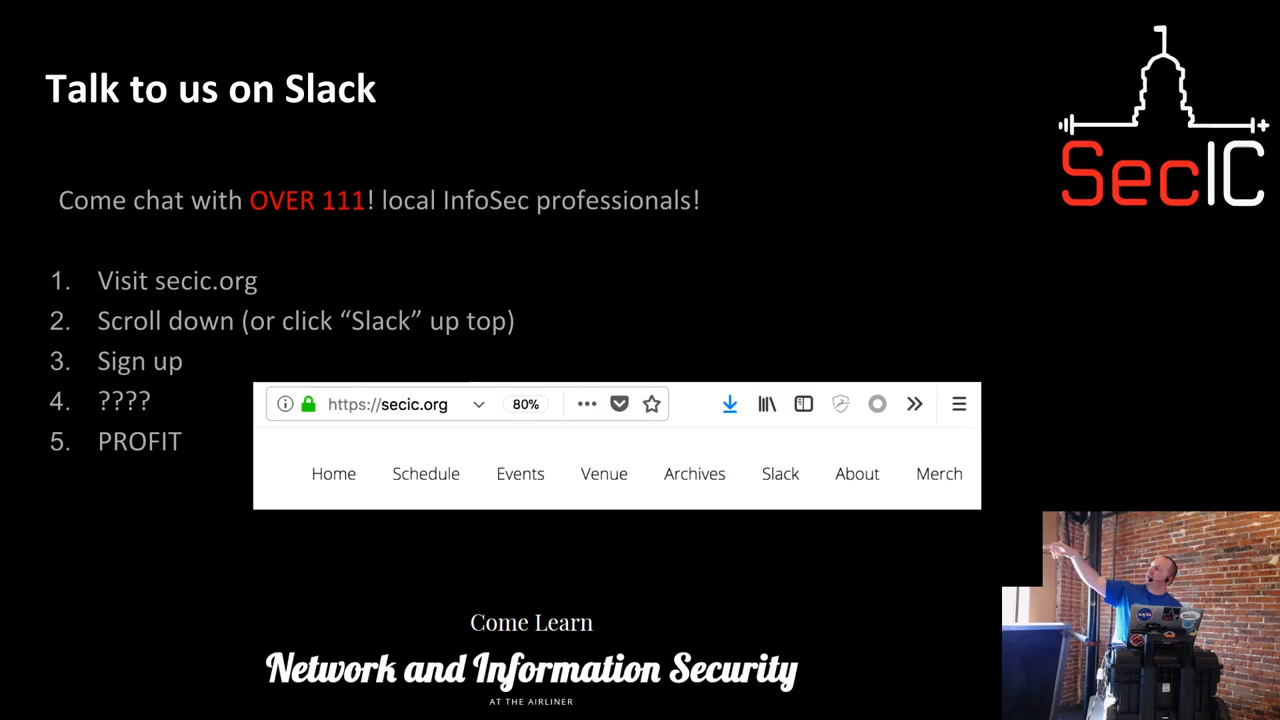 Talk to us on Slack
SecIC
Come chat with OVER 111! local InfoSec professionals!
1. Visit secic.org
2. Scroll down (or click “Slack” up top)
3. Sign up
4. ????
5. PROFIT
https://secic.org 80%
Home Schedule Events Venue Archives Slack About Merch
Come Learn
Network and Information Security
AT THE AIRLINER
NASA